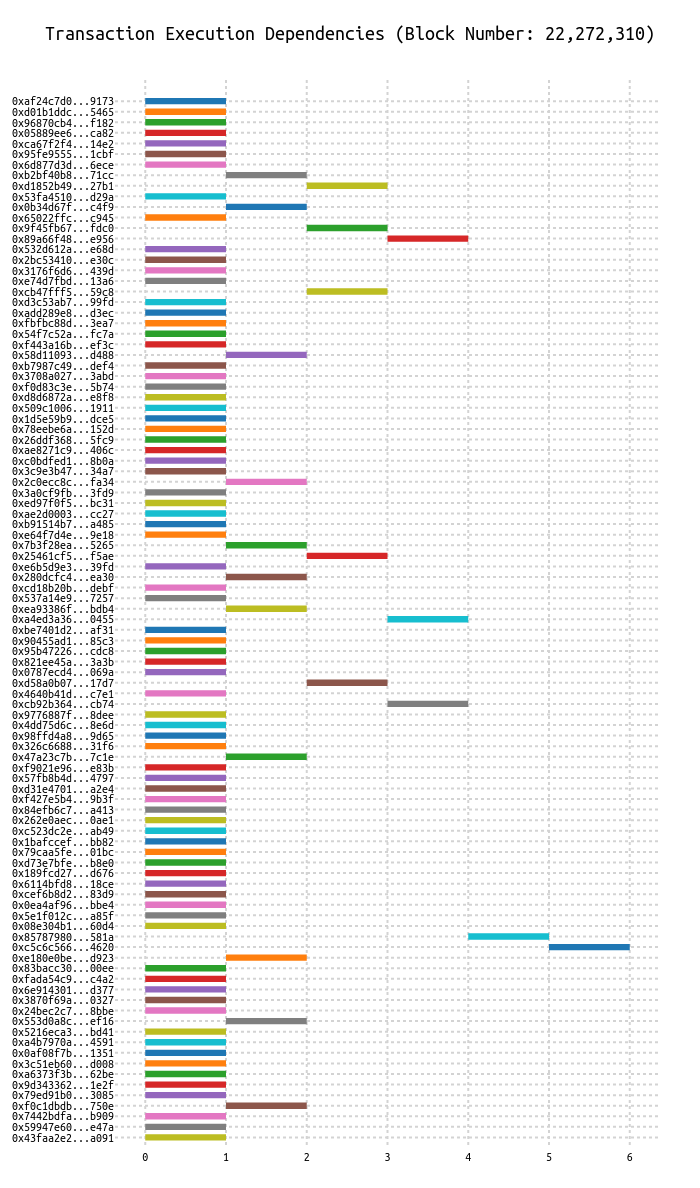 Transaction Execution Dependencies (Block Number: 22,272,310)
0xaf24c7d0...9173
0xd01b1ddc...5465
0x96870cb4...f182
0x05889ee6...ca82
0xca67f2f4...14e2
0x95fe9555...1cbf
0x6d877d3d...6ece
0xb2bf40b8...71cc
0xd1852b49...27b1
0x53fa4510...d29a
0x0b34d67f...c4f9
0x65022ffc...c945
0x9f45fb67...fdc0
0x89a66f48...e956
0x532d612a...e68d
0x2bc53410...e30c
0x3176f6d6...439d
0xe74d7fbd...13a6
0xcb47fff5...59c8
0xd3c53ab7...99fd
0xadd289e8...d3ec
0xfbfbc88d...3ea7
0x54f7c52a...fc7a
0xf443a16b...ef3c
0x58d11093...d488
0xb7987c49...def4
0x3708a027...3abd
0xf0d83c3e...5b74
0xd8d6872a...e8f8
0x509c1006...1911
0x1d5e59b9...dce5
0x78eebe6a...152d
0x26ddf368...5fc9
0xae8271c9...406c
0xc0bdfed1...8b0a
0x3c9e3b47...34a7
0x2c0ecc8c...fa34
0x3a0cf9fb...3fd9
0xed97f0f5...bc31
0xae2d0003...cc27
0xb91514b7...a485
0xe64f7d4e...9e18
0x7b3f28ea...5265
0x25461cf5...f5ae
0xe6b5d9e3...39fd
0x280dcfc4...ea30
0xcd18b20b...debf
0x537a14e9...7257
0xea93386f...bdb4
0xa4ed3a36...0455
0xbe7401d2...af31
0x90455ad1...85c3
0x95b47226...cdc8
0x821ee45a...3a3b
0x0787ecd4...069a
0xd58a0b07...17d7
0x4640b41d...c7e1
0xcb92b364...cb74
0x9776887f...8dee
0x4dd75d6c...8e6d
0x98ffd4a8...9d65
0x326c6688...31f6
0x47a23c7b...7c1e
0xf9021e96...e83b
0x57fb8b4d...4797
0xd31e4701...a2e4
0xf427e5b4...9b3f
0x84efb6c7...a413
0x262e0aec...0ae1
0xc523dc2e...ab49
0x1bafccef...bb82
0x79caa5fe...01bc
0xd73e7bfe...b8e0
0x189fcd27...d676
0x6114bfd8...18ce
0xcef6b8d2...83d9
0x0ea4af96...bbe4
0x5e1f012c...a85f
0x08e304b1...60d4
0x85787980...581a
0xc5c6c566...4620
0xe180e0be...d923
0x83bacc30...00ee
0xfada54c9...c4a2
0x6e914301...d377
0x3870f69a...0327
0x24bec2c7...8bbe
0x553d0a8c...ef16
0x5216eca3...bd41
0xa4b7970a...4591
0x0af08f7b...1351
0x3c51eb60...d008
0xa6373f3b...62be
0x9d343362...1e2f
0x79ed91b0...3085
0xf0c1dbdb...750e
0x7442bdfa...b909
0x59947e60...e47a
0x43faa2e2...a091
0 1 2 3 4 5 6